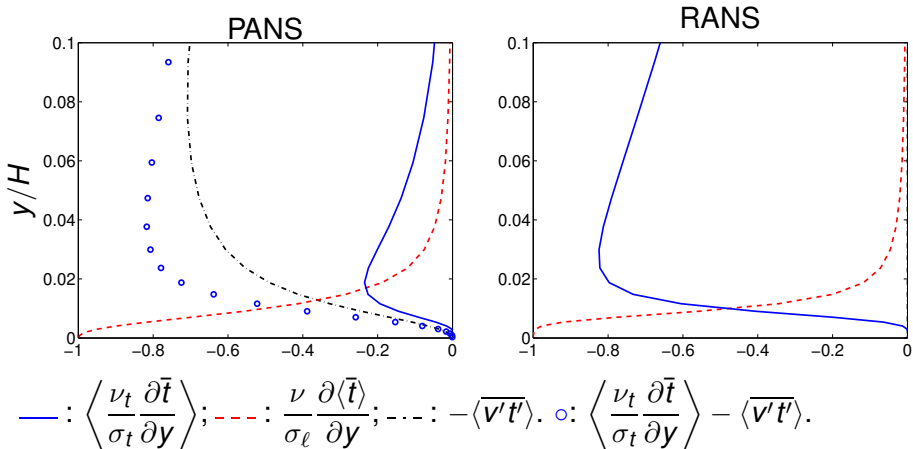 PANS
RANS
0.1
0.08
0.06
0.04
0.02
0
y/H
−1 −0.8 −0.6 −0.4 −0.2 0
0.1
0.08
0.06
0.04
0.02
0
−1 −0.8 −0.6 −0.4 −0.2 0
: ⟨ν_t/σ_t ∂t̄/∂y⟩; : ν/σ_ℓ ∂⟨t̄⟩/∂y; : −⟨\overline{v′t′}⟩. : ⟨ν_t/σ_t ∂t̄/∂y⟩ − ⟨\overline{v′t′}⟩.